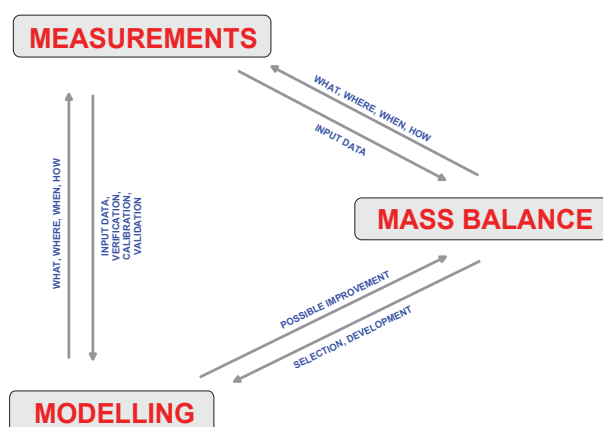 MEASUREMENTS
WHAT, WHERE, WHEN, HOW
INPUT DATA
WHAT, WHERE, WHEN, HOW
INPUT DATA,
VERIFICATION,
CALIBRATION,
VALIDATION
MASS BALANCE
POSSIBLE IMPROVEMENT
SELECTION, DEVELOPMENT
MODELLING